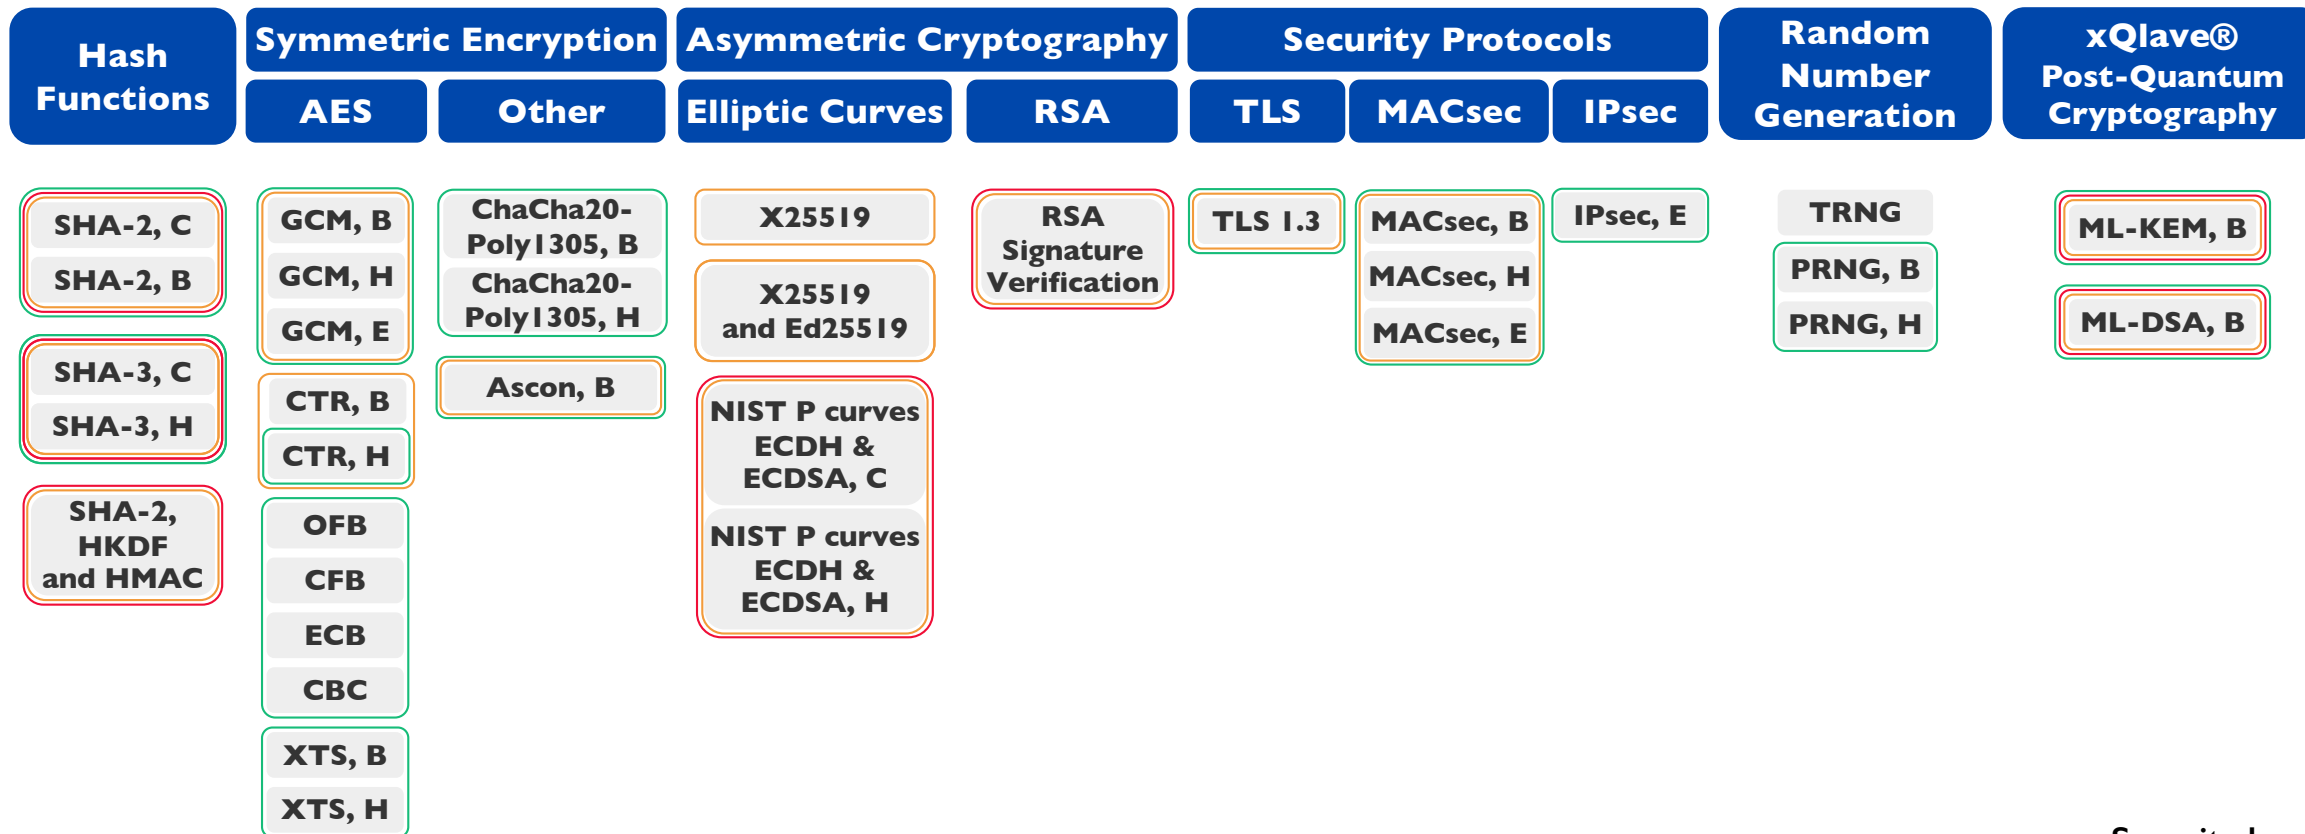 Hash
Functions
Symmetric Encryption
AES
Other
Asymmetric Cryptography
Elliptic Curves
RSA
Security Protocols
TLS
MACsec
IPsec
Random
Number
Generation
xQlave®
Post-Quantum
Cryptography
SHA-2, C
SHA-2, B
SHA-3, C
SHA-3, H
SHA-2,
HKDF
and HMAC
GCM, B
GCM, H
GCM, E
CTR, B
CTR, H
OFB
CFB
ECB
CBC
XTS, B
XTS, H
ChaCha20-
Poly1305, B
ChaCha20-
Poly1305, H
Ascon, B
X25519
X25519
and Ed25519
NIST P curves
ECDH &
ECDSA, C
NIST P curves
ECDH &
ECDSA, H
RSA
Signature
Verification
TLS 1.3
MACsec, B
MACsec, H
MACsec, E
IPsec, E
TRNG
PRNG, B
PRNG, H
ML-KEM, B
ML-DSA, B